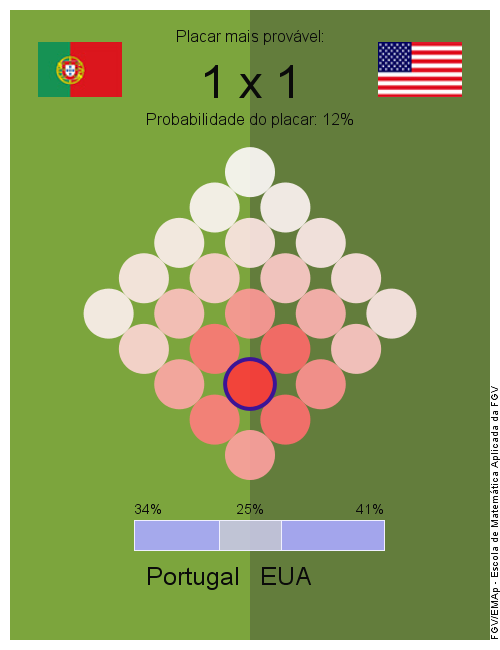 Placar mais provável:
1 x 1
Probabilidade do placar: 12%
34% 25% 41%
Portugal EUA
FGV/EMAp - Escola de Matemática Aplicada da FGV